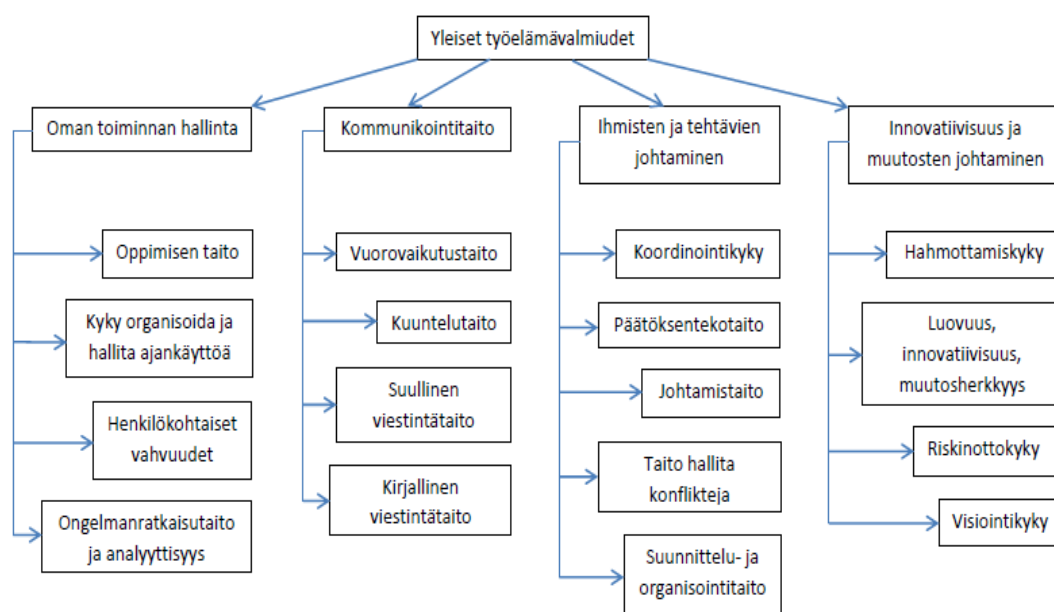 Yleiset työelämävalmiudet
Oman toiminnan hallinta
Oppimisen taito
Kyky organisoida ja
hallita ajankäyttöä
Henkilökohtaiset
vahvuudet
Ongelmanratkaisutaito
ja analyyttisyys
Kommunikointitaito
Vuorovaikutustaito
Kuuntelutaito
Suullinen
viestintätaito
Kirjallinen
viestintätaito
Ihmisten ja tehtävien
johtaminen
Koordinointikyky
Päätöksentekotaito
Johtamistaito
Taito hallita
konflikteja
Suunnittelu- ja
organisointitaito
Innovatiivisuus ja
muutosten johtaminen
Hahmottamiskyky
Luovuus,
innovatiivisuus,
muutosherkkyys
Riskinottokyky
Visiointikyky